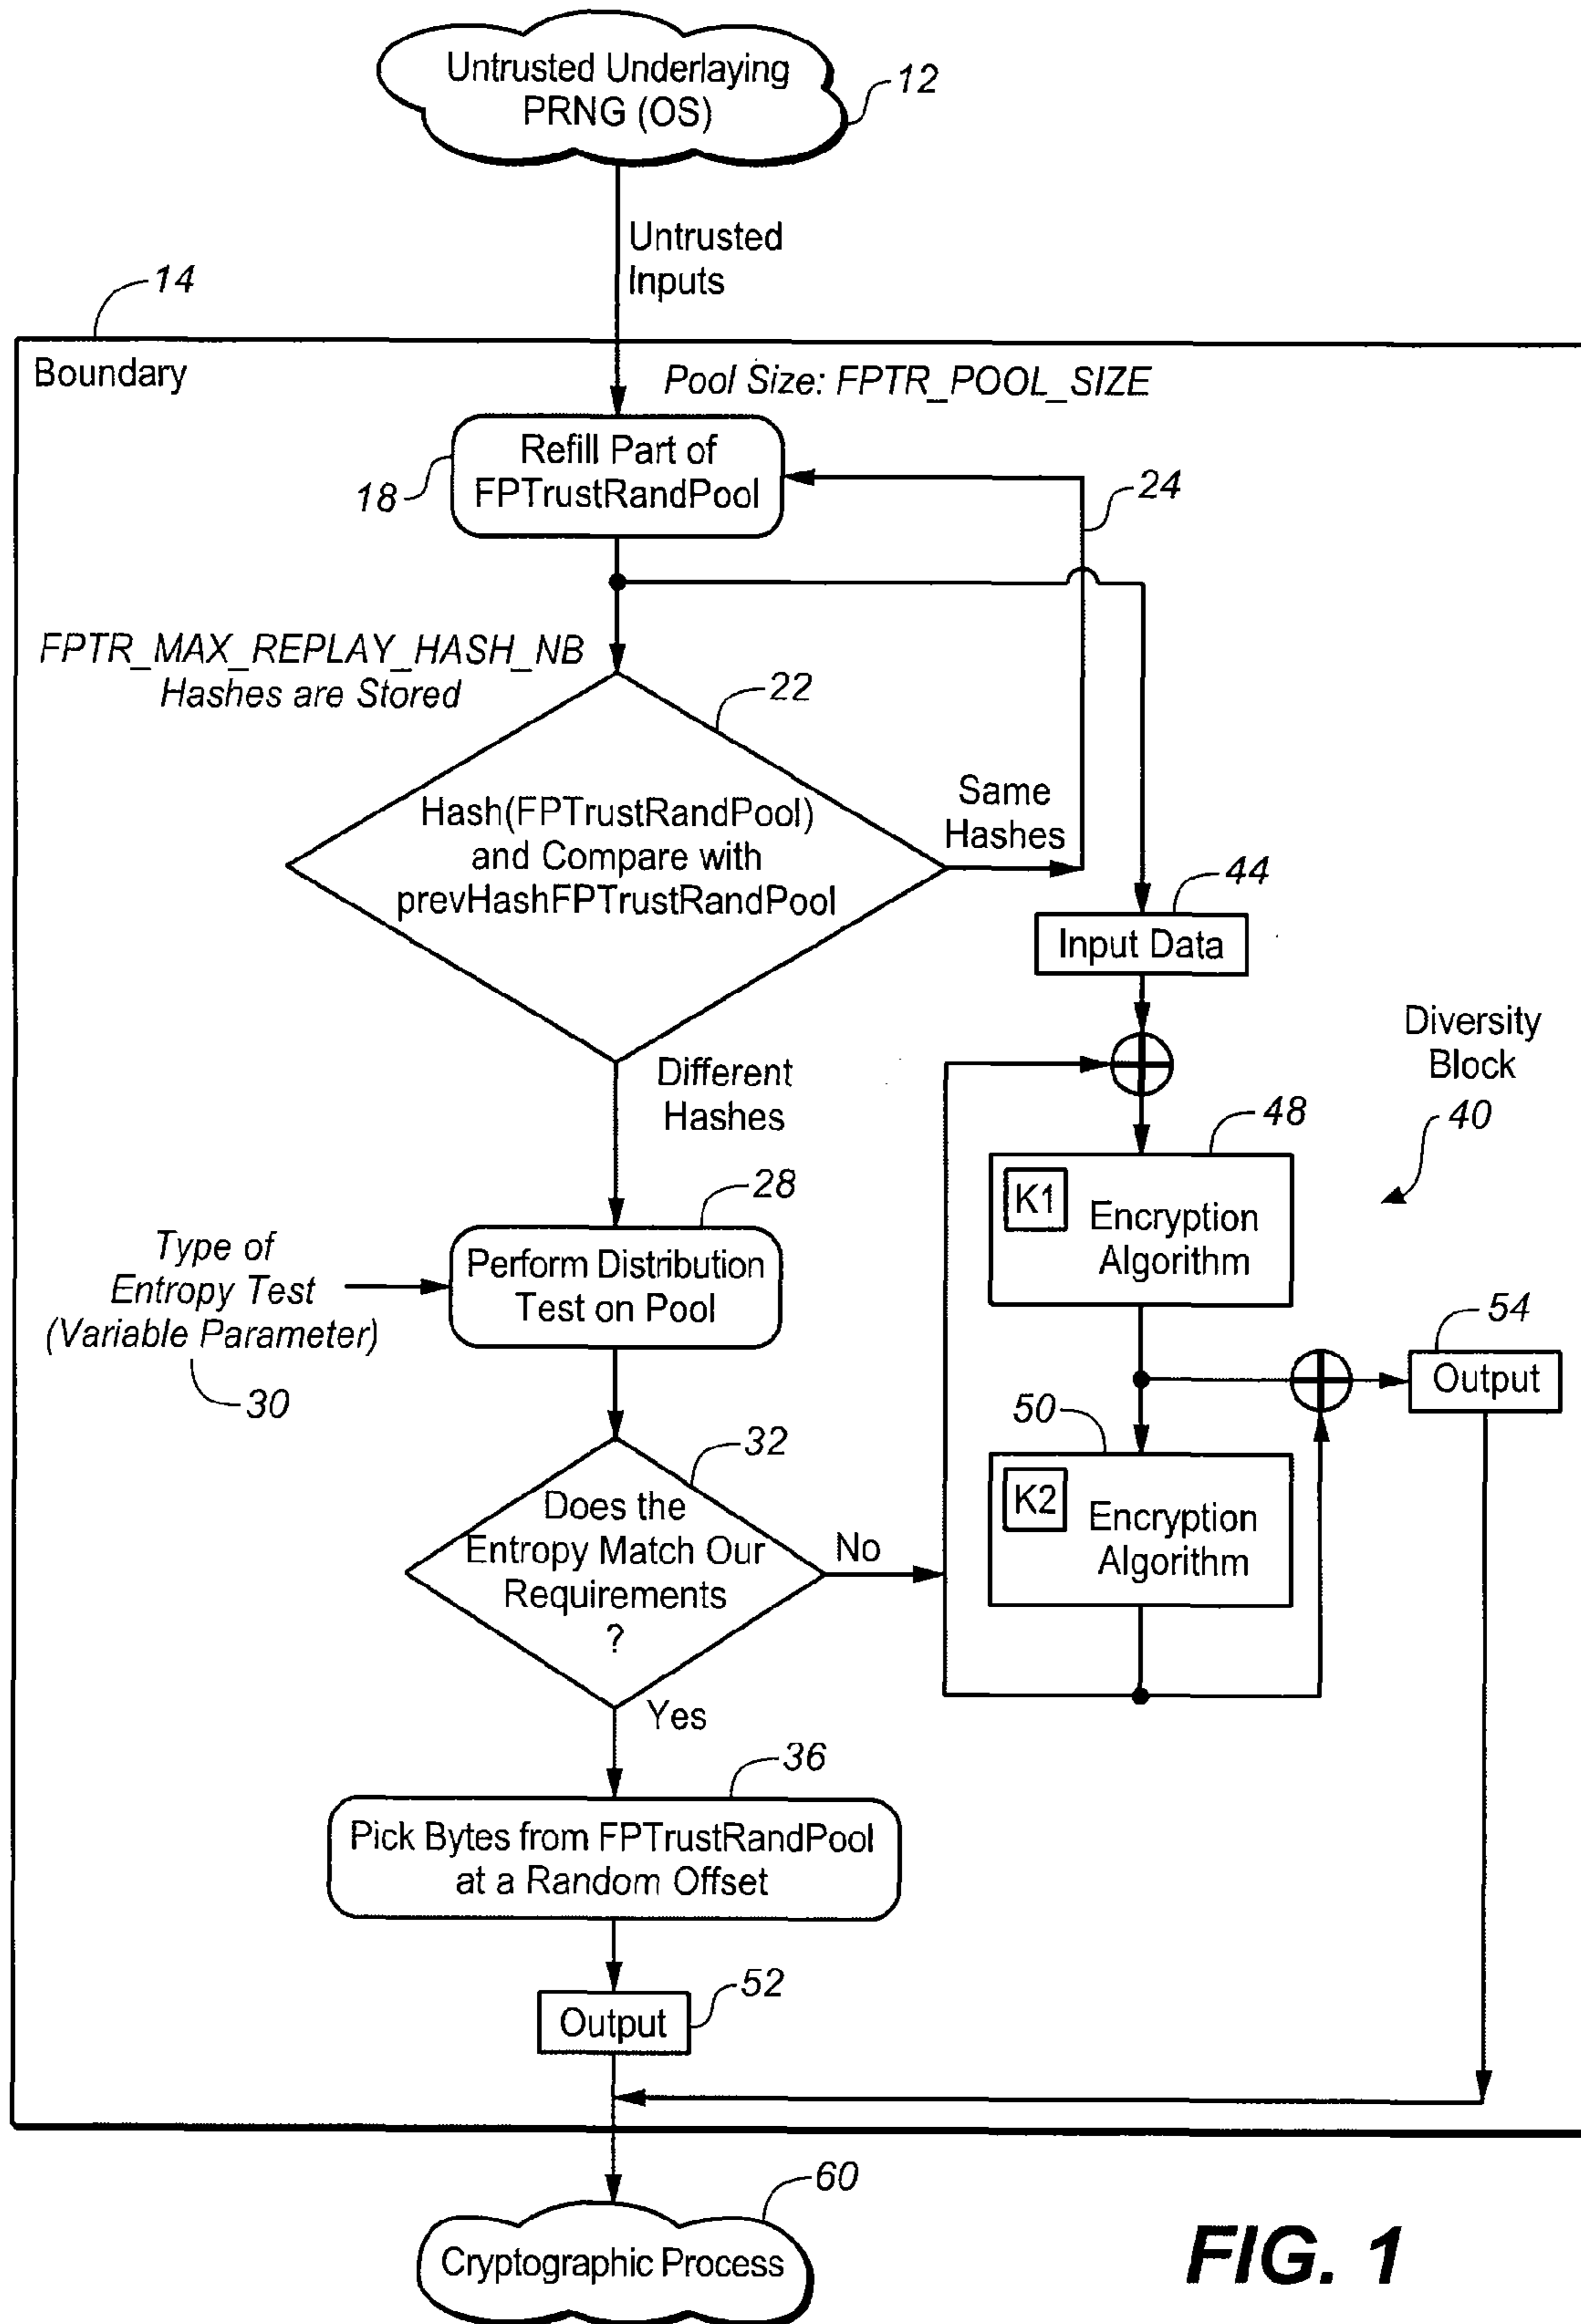 Untrusted Underlaying
PRNG (OS)
12
Untrusted
Inputs
14
Boundary
Pool Size: FPTR_POOL_SIZE
Refill Part of
FPTrustRandPool
18
24
FPTR_MAX_REPLAY_HASH_NB
Hashes are Stored
22
Hash(FPTrustRandPool)
and Compare with
prevHashFPTrustRandPool
Same
Hashes
44
Input Data
Different
Hashes
Diversity
Block
40
48
K1
Encryption
Algorithm
28
Type of
Entropy Test
(Variable Parameter)
30
Perform Distribution
Test on Pool
54
Output
50
K2
Encryption
Algorithm
32
Does the
Entropy Match Our
Requirements
?
No
Yes
36
Pick Bytes from FPTrustRandPool
at a Random Offset
52
Output
60
Cryptographic Process
FIG. 1